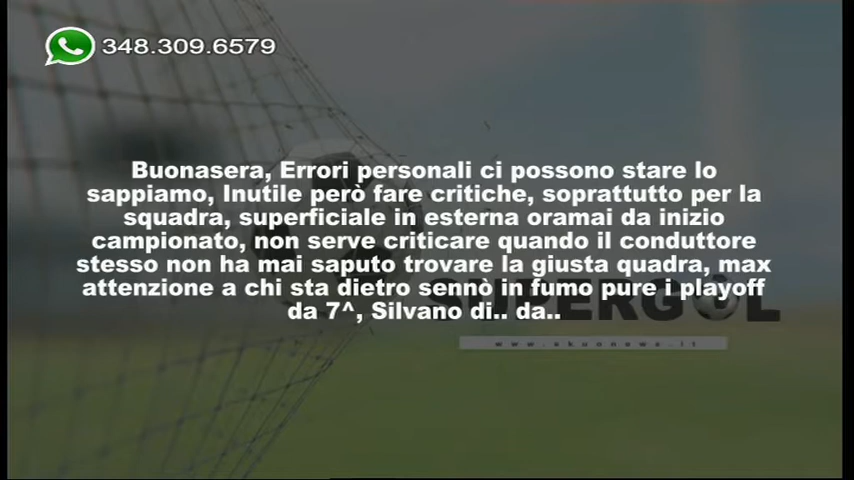 348.309.6579
Buonasera, Errori personali ci possono stare lo
sappiamo, Inutile però fare critiche, soprattutto per la
squadra, superficiale in esterna oramai da inizio
campionato, non serve criticare quando il conduttore
stesso non ha mai saputo trovare la giusta quadra, max
attenzione a chi sta dietro sennò in fumo pure i playoff
da 7^, Silvano di.. da..
SUPERGOL